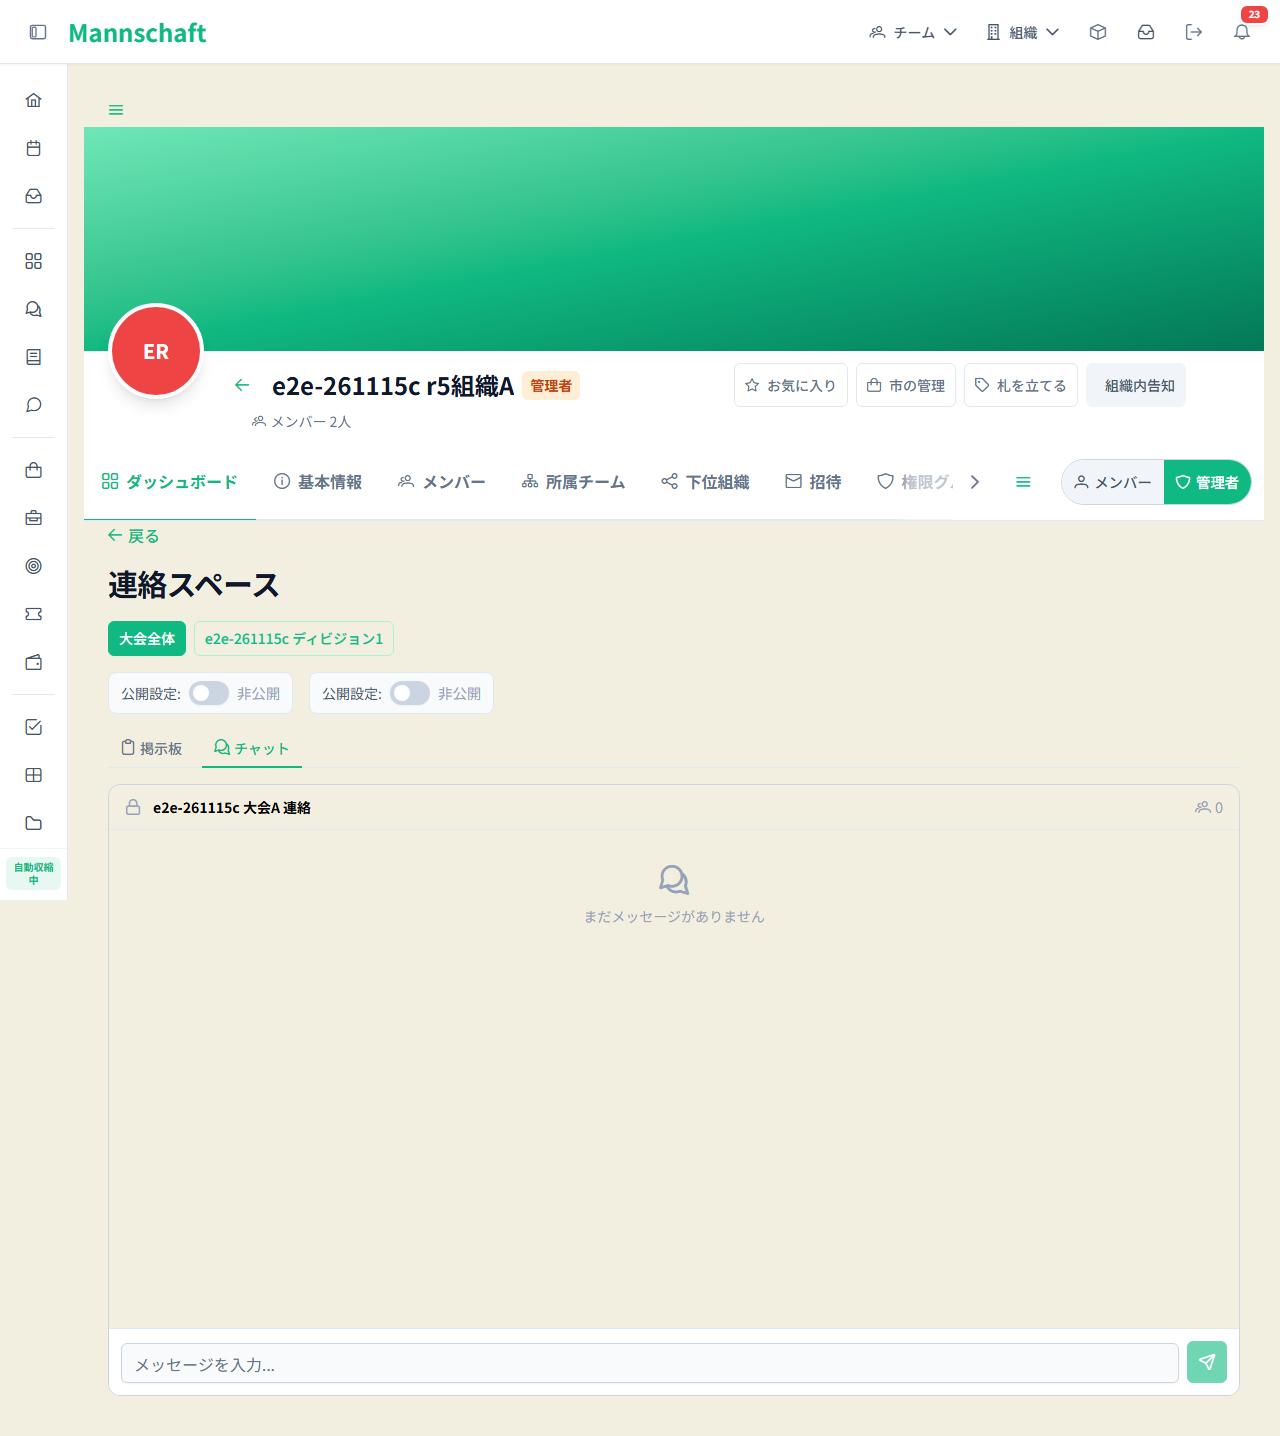 Mannschaft
チーム
組織
23
ER
e2e-261115c r5組織A
管理者
お気に入り
市の管理
札を立てる
組織内告知
メンバー 2人
ダッシュボード
基本情報
メンバー
所属チーム
下位組織
招待
権限グ
メンバー
管理者
戻る
連絡スペース
大会全体
e2e-261115c ディビジョン1
公開設定:
非公開
公開設定:
非公開
掲示板
チャット
e2e-261115c 大会A 連絡
0
まだメッセージがありません
自動収縮
中
メッセージを入力...